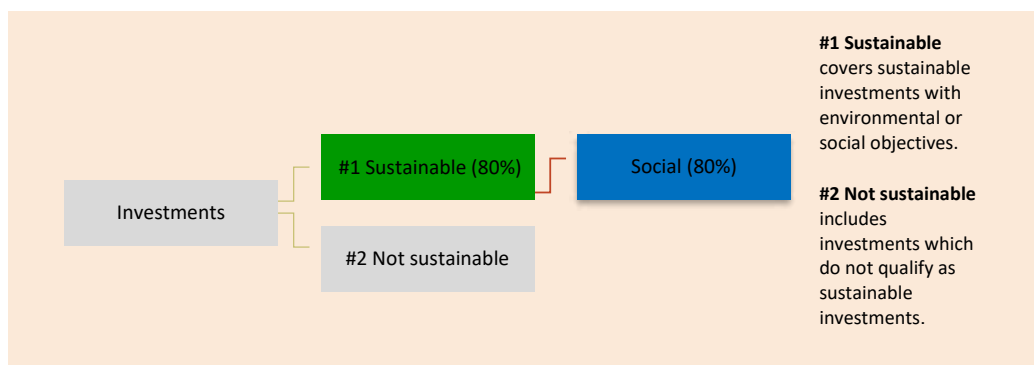 Investments
#1 Sustainable (80%)
Social (80%)
#2 Not sustainable
#1 Sustainable
covers sustainable
investments with
environmental or
social objectives.
#2 Not sustainable
includes
investments which
do not qualify as
sustainable
investments.